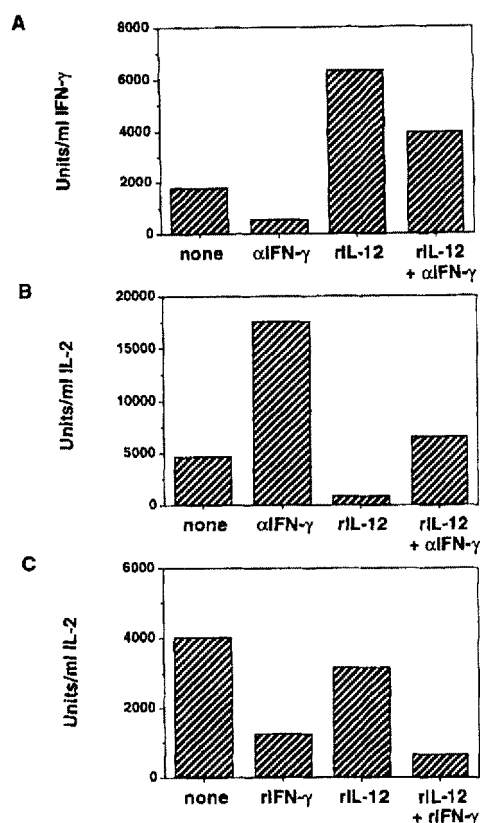 A
Units/ml IFN-γ
8000
6000
4000
2000
0
none αIFN-γ rIL-12 rIL-12
+ αIFN-γ
B
Units/ml IL-2
20000
15000
10000
5000
0
none αIFN-γ rIL-12 rIL-12
+ αIFN-γ
C
Units/ml IL-2
6000
4000
2000
0
none rIFN-γ rIL-12 rIL-12
+ rIFN-γ